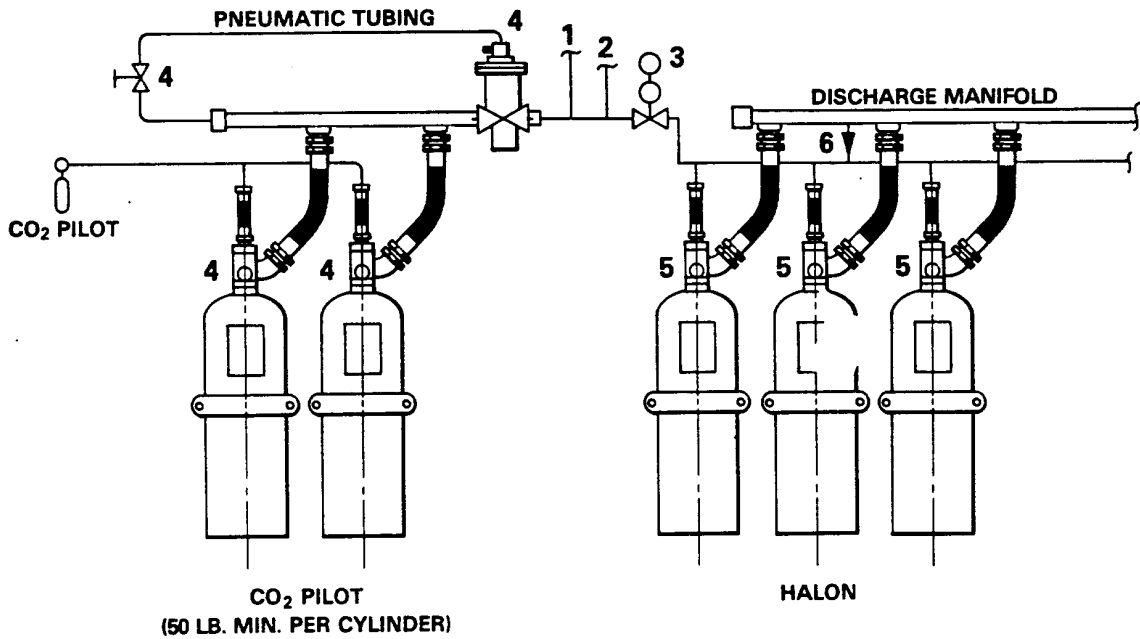 PNEUMATIC TUBING
4
1
2
3
4
DISCHARGE MANIFOLD
6
CO₂ PILOT
4
4
5
5
5
CO₂ PILOT
(50 LB. MIN. PER CYLINDER)
HALON